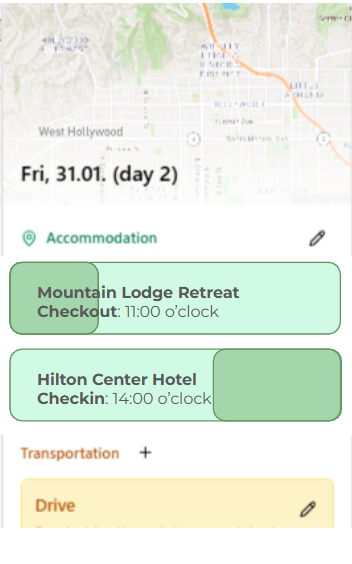 West Hollywood
Fri, 31.01. (day 2)
Accommodation
Mountain Lodge Retreat
Checkout: 11:00 o'clock
Hilton Center Hotel
Checkin: 14:00 o'clock
Transportation +
Drive